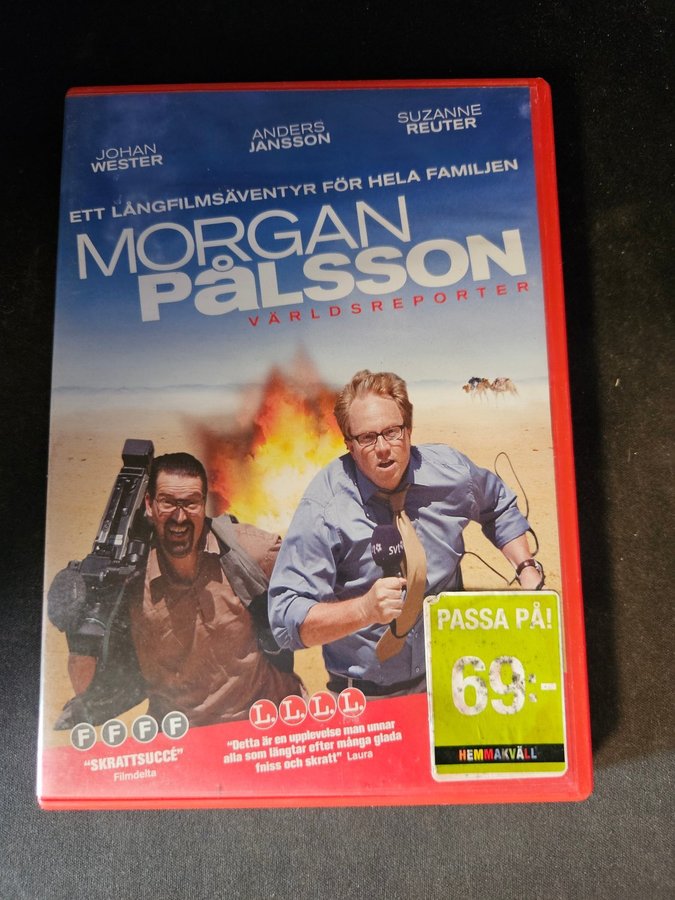 JOHAN
WESTER
ANDERS
JANSSON
SUZANNE
REUTER
ETT LÅNGFILMSÄVENTYR FÖR HELA FAMILJEN
MORGAN
PÅLSSON
VÄRLDSREPORTER
svt
PASSA PÅ!
69:-
HEMMAKVÄLL
F F F F
"SKRATTSUCCÉ"
Filmdelta
L. L. L. L.
"Detta är en upplevelse man unnar
alla som längtar efter många glada
fniss och skratt" Laura